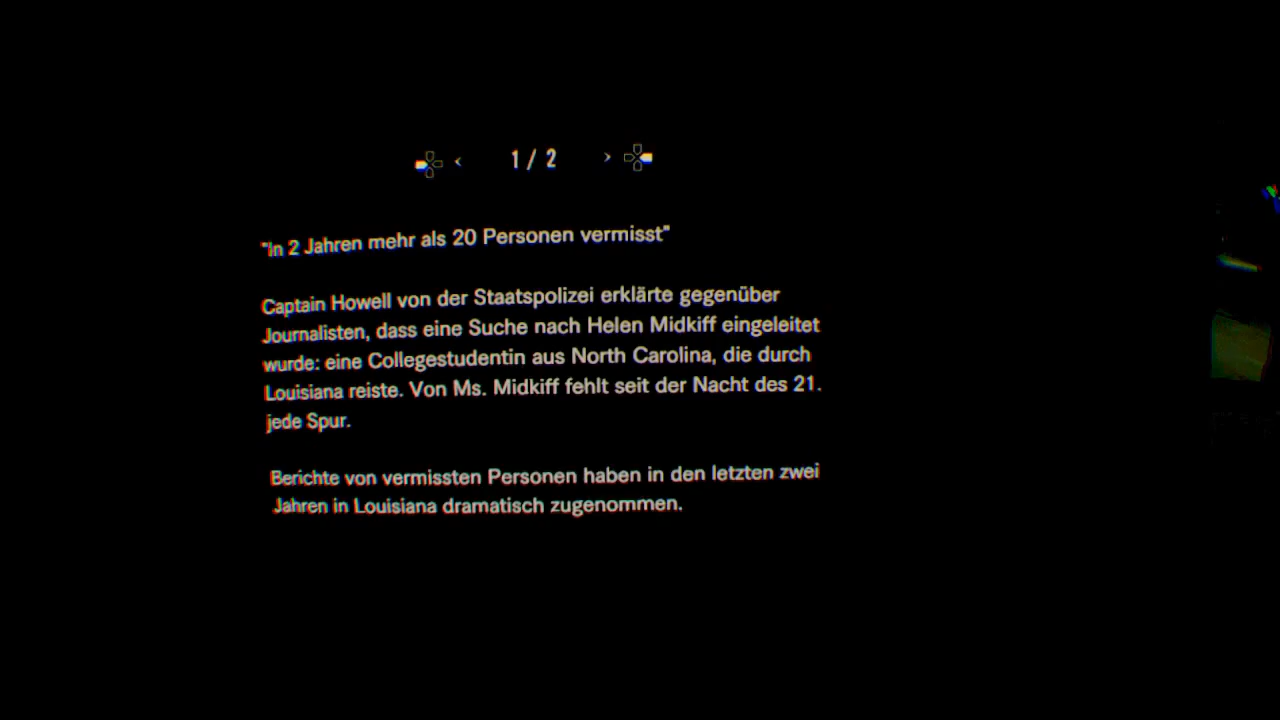 ‹ 1 / 2 ›
"In 2 Jahren mehr als 20 Personen vermisst"
Captain Howell von der Staatspolizei erklärte gegenüber
Journalisten, dass eine Suche nach Helen Midkiff eingeleitet
wurde: eine Collegestudentin aus North Carolina, die durch
Louisiana reiste. Von Ms. Midkiff fehlt seit der Nacht des 21.
jede Spur.
Berichte von vermissten Personen haben in den letzten zwei
Jahren in Louisiana dramatisch zugenommen.